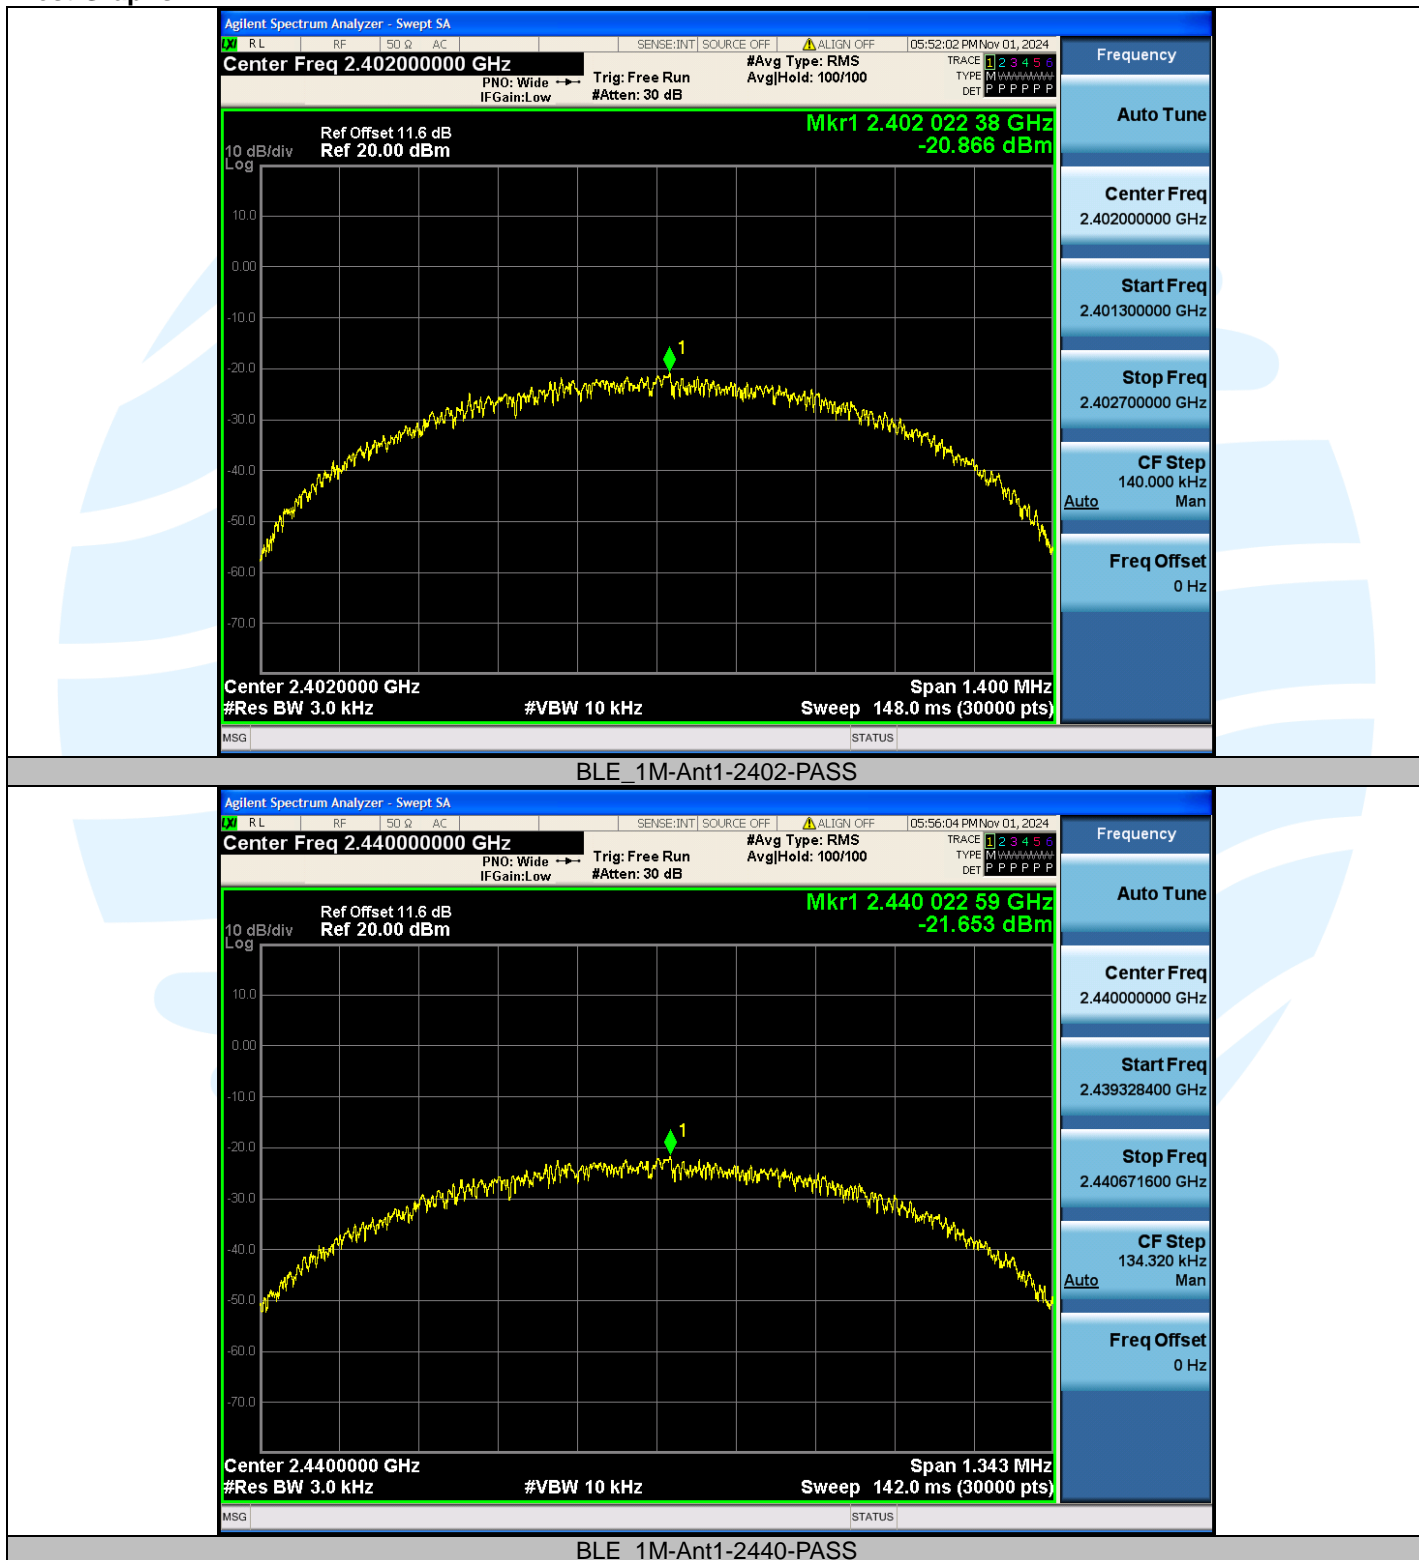 Agilent Spectrum Analyzer - Swept SA
LXI RL RF 50 Ω AC SENSE:INT SOURCE OFF ALIGN OFF 05:52:02 PM Nov 01, 2024
Center Freq 2.402000000 GHz
PNO: Wide
IFGain:Low
Trig: Free Run
#Atten: 30 dB
#Avg Type: RMS
Avg|Hold: 100/100
TRACE 1 2 3 4 5 6
TYPE M
DET P P P P P P
Mkr1 2.402 022 38 GHz
-20.866 dBm
Ref Offset 11.6 dB
10 dB/div Ref 20.00 dBm
Log
10.0
0.00
-10.0
1
-20.0
-30.0
-40.0
-50.0
-60.0
-70.0
Center 2.4020000 GHz Span 1.400 MHz
#Res BW 3.0 kHz #VBW 10 kHz Sweep 148.0 ms (30000 pts)
MSG STATUS
Frequency
Auto Tune
Center Freq
2.402000000 GHz
Start Freq
2.401300000 GHz
Stop Freq
2.402700000 GHz
CF Step
140.000 kHz
Auto Man
Freq Offset
0 Hz
BLE_1M-Ant1-2402-PASS
Agilent Spectrum Analyzer - Swept SA
LXI RL RF 50 Ω AC SENSE:INT SOURCE OFF ALIGN OFF 05:56:04 PM Nov 01, 2024
Center Freq 2.440000000 GHz
PNO: Wide
IFGain:Low
Trig: Free Run
#Atten: 30 dB
#Avg Type: RMS
Avg|Hold: 100/100
TRACE 1 2 3 4 5 6
TYPE M
DET P P P P P P
Mkr1 2.440 022 59 GHz
-21.653 dBm
Ref Offset 11.6 dB
10 dB/div Ref 20.00 dBm
Log
10.0
0.00
-10.0
1
-20.0
-30.0
-40.0
-50.0
-60.0
-70.0
Center 2.4400000 GHz Span 1.343 MHz
#Res BW 3.0 kHz #VBW 10 kHz Sweep 142.0 ms (30000 pts)
MSG STATUS
Frequency
Auto Tune
Center Freq
2.440000000 GHz
Start Freq
2.439328400 GHz
Stop Freq
2.440671600 GHz
CF Step
134.320 kHz
Auto Man
Freq Offset
0 Hz
BLE_1M-Ant1-2440-PASS